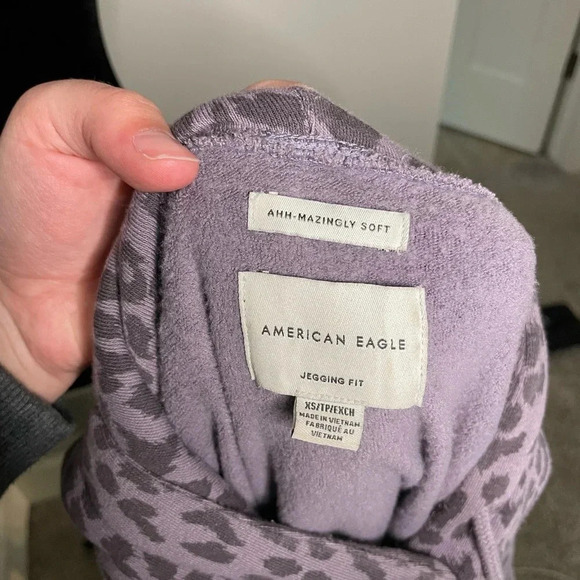 AHH-MAZINGLY SOFT
AMERICAN EAGLE
JEGGING FIT
XS/TP/EXCH
MADE IN VIETNAM
FABRIQUÉ AU
VIETNAM